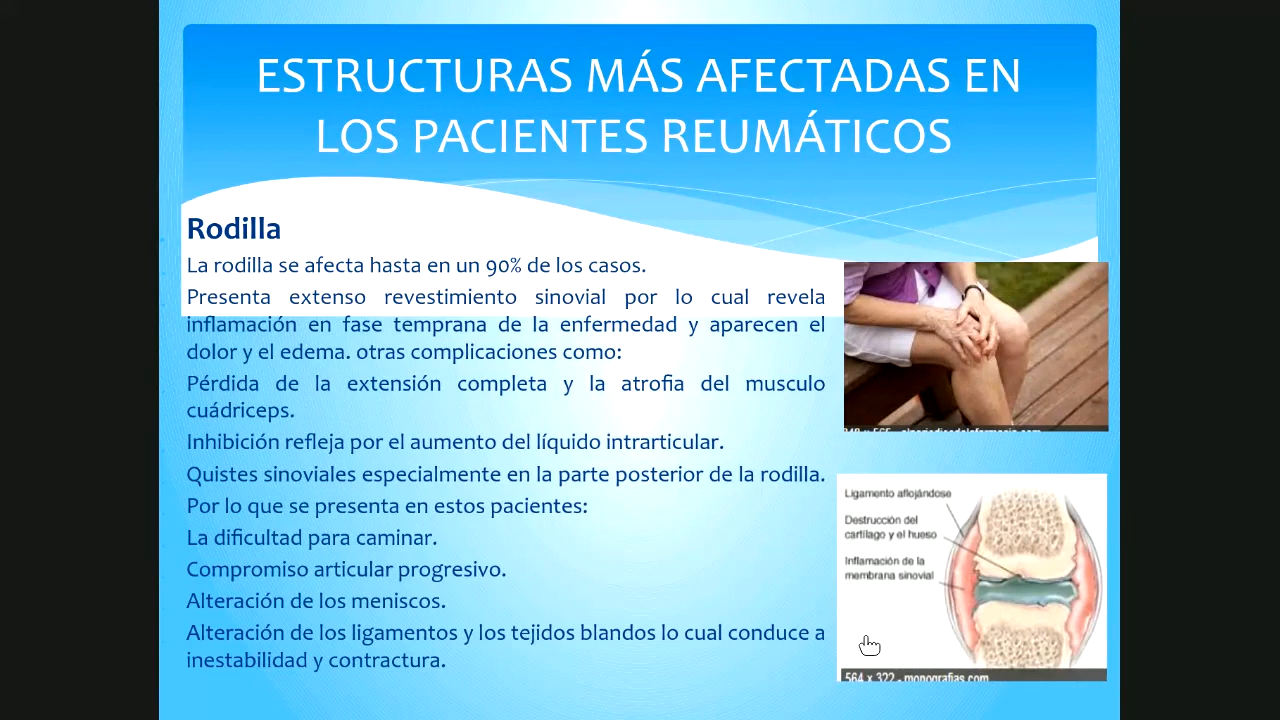 ESTRUCTURAS MÁS AFECTADAS EN
LOS PACIENTES REUMÁTICOS
Rodilla
La rodilla se afecta hasta en un 90% de los casos.
Presenta extenso revestimiento sinovial por lo cual revela
inflamación en fase temprana de la enfermedad y aparecen el
dolor y el edema. otras complicaciones como:
Pérdida de la extensión completa y la atrofia del musculo
cuádriceps.
Inhibición refleja por el aumento del líquido intrarticular.
Quistes sinoviales especialmente en la parte posterior de la rodilla.
Por lo que se presenta en estos pacientes:
La dificultad para caminar.
Compromiso articular progresivo.
Alteración de los meniscos.
Alteración de los ligamentos y los tejidos blandos lo cual conduce a
inestabilidad y contractura.
Ligamento aflojándose
Destrucción del
cartílago y el hueso
Inflamación de la
membrana sinovial
564 x 322 - monografias.com